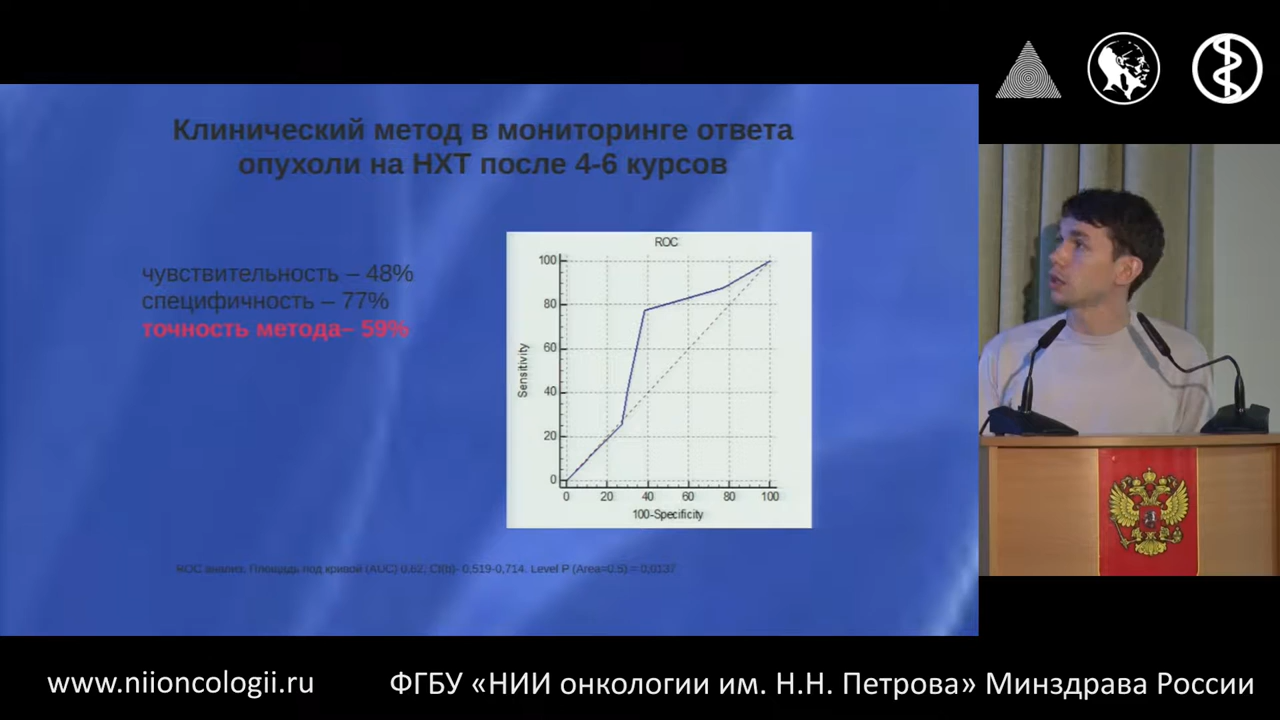 Клинический метод в мониторинге ответа
опухоли на НХТ после 4-6 курсов
чувствительность – 48%
специфичность – 77%
точность метода– 59%
ROC
Sensitivity
100
80
60
40
20
0
0 20 40 60 80 100
100-Specificity
ROC анализ. Площадь под кривой (AUC) 0,62, CI(b)- 0,519-0,714. Level P (Area=0.5) = 0,0137
www.niioncologii.ru ФГБУ «НИИ онкологии им. Н.Н. Петрова» Минздрава России